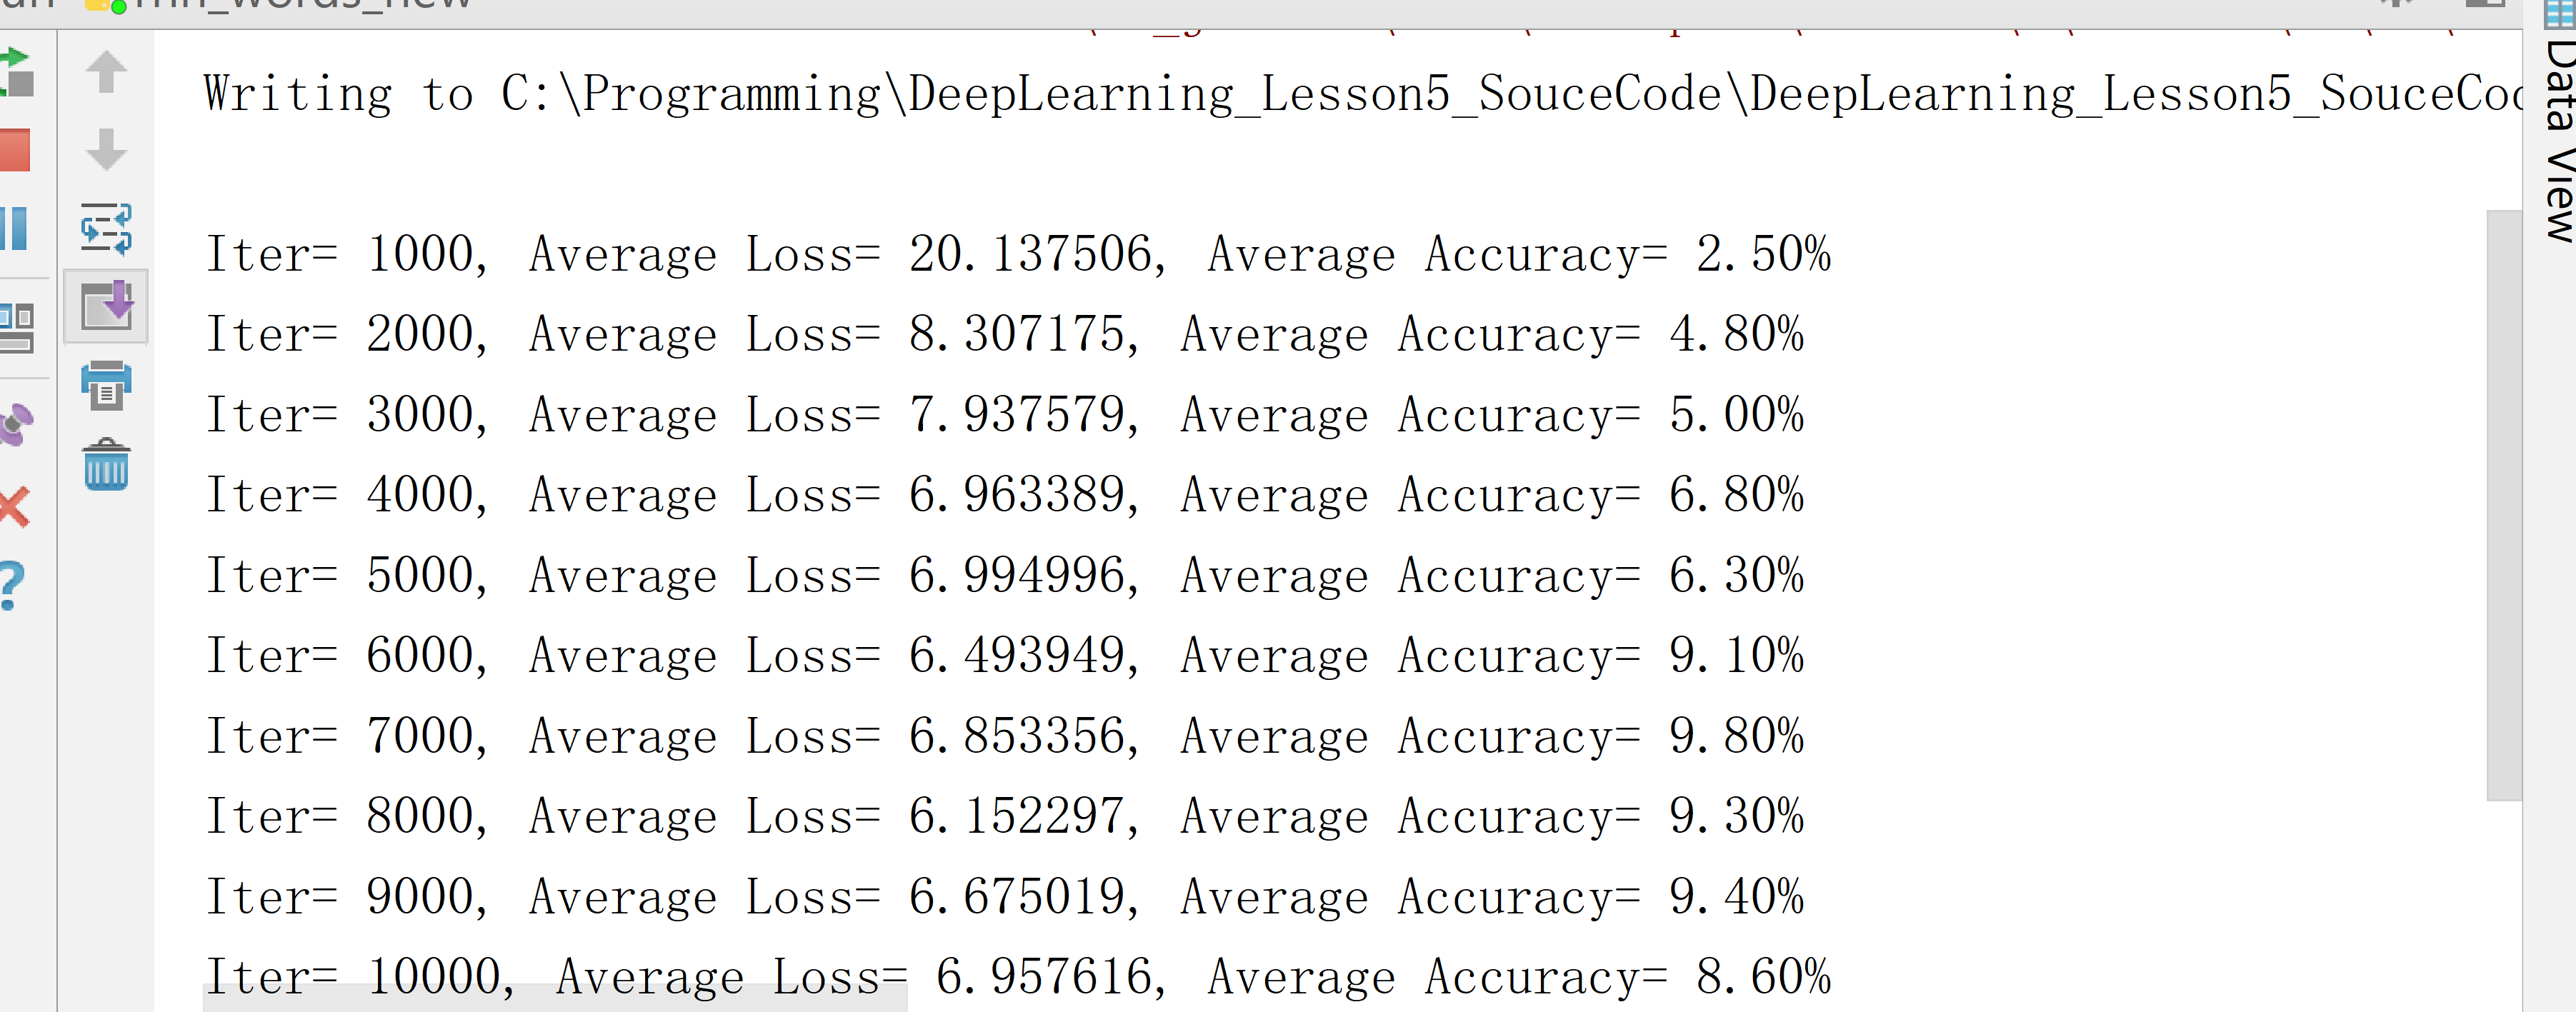 rnn_words_new
Writing to C:\Programming\DeepLearning_Lesson5_SouceCode\DeepLearning_Lesson5_SouceCod
Iter= 1000, Average Loss= 20.137506, Average Accuracy= 2.50%
Iter= 2000, Average Loss= 8.307175, Average Accuracy= 4.80%
Iter= 3000, Average Loss= 7.937579, Average Accuracy= 5.00%
Iter= 4000, Average Loss= 6.963389, Average Accuracy= 6.80%
Iter= 5000, Average Loss= 6.994996, Average Accuracy= 6.30%
Iter= 6000, Average Loss= 6.493949, Average Accuracy= 9.10%
Iter= 7000, Average Loss= 6.853356, Average Accuracy= 9.80%
Iter= 8000, Average Loss= 6.152297, Average Accuracy= 9.30%
Iter= 9000, Average Loss= 6.675019, Average Accuracy= 9.40%
Iter= 10000, Average Loss= 6.957616, Average Accuracy= 8.60%
Data View